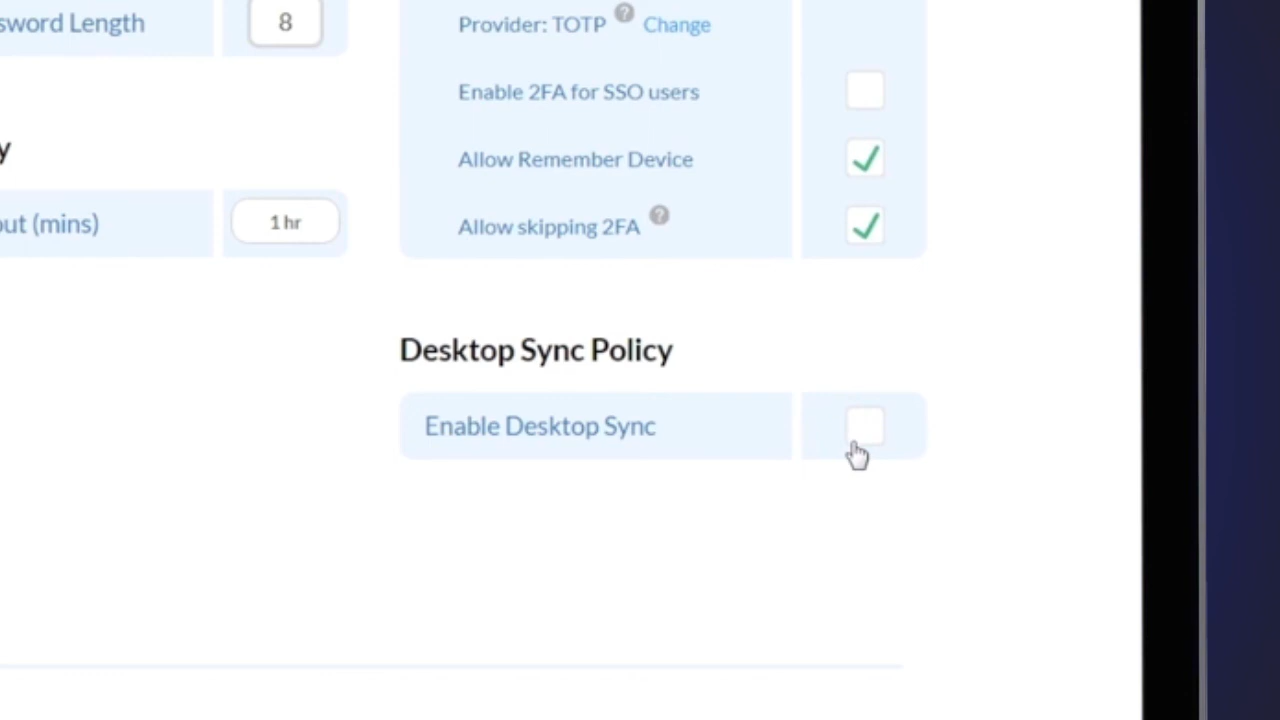 sword Length
8
y
out (mins)
1 hr
Provider: TOTP ? Change
Enable 2FA for SSO users
Allow Remember Device
Allow skipping 2FA ?
Desktop Sync Policy
Enable Desktop Sync